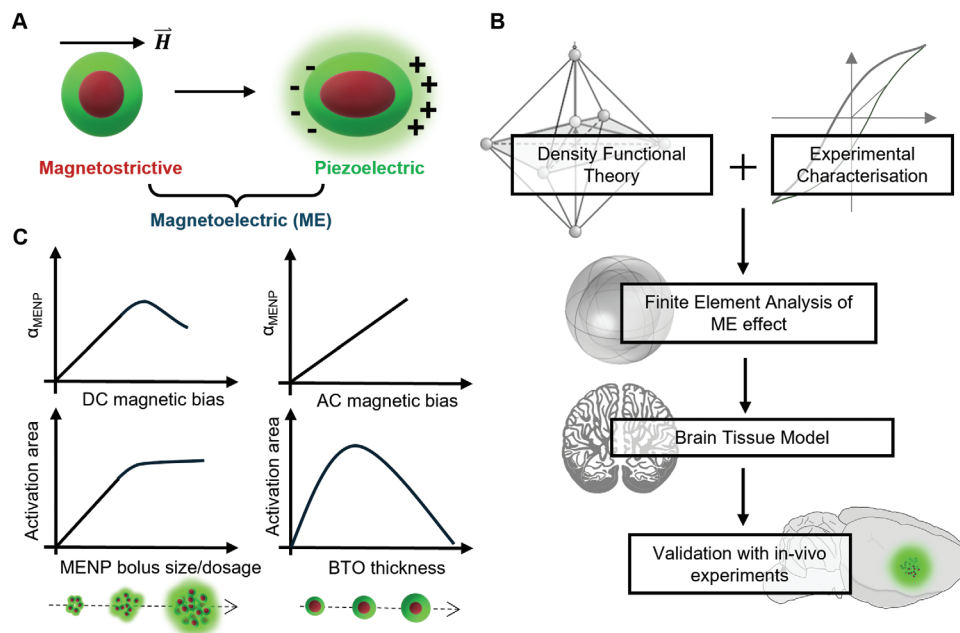 A
H
Magnetostrictive
Piezoelectric
Magnetoelectric (ME)
B
Density Functional
Theory
+
Experimental
Characterisation
Finite Element Analysis of
ME effect
Brain Tissue Model
Validation with in-vivo
experiments
C
αMENP
DC magnetic bias
αMENP
AC magnetic bias
Activation area
MENP bolus size/dosage
Activation area
BTO thickness